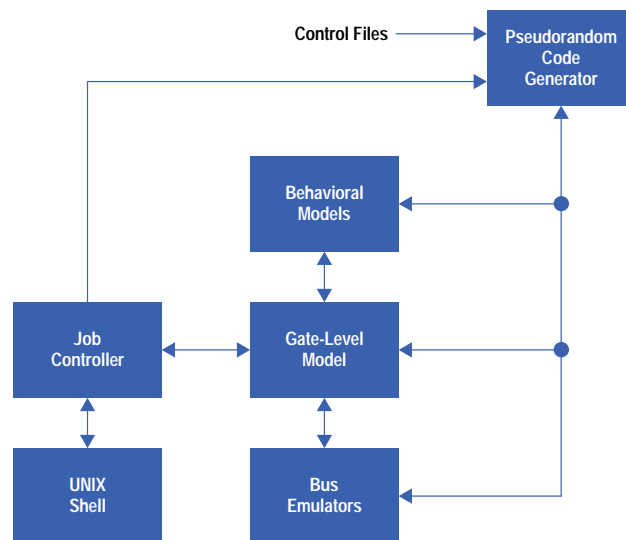 Control Files
Pseudorandom
Code
Generator
Behavioral
Models
Job
Controller
Gate-Level
Model
UNIX
Shell
Bus
Emulators